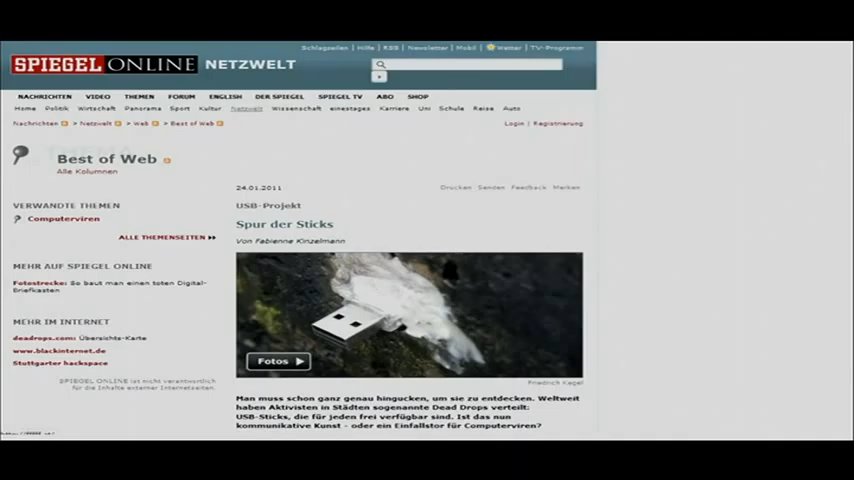 Schlagzeilen | Hilfe | RSS | Newsletter | Mobil | Wetter | TV-Programm
SPIEGEL ONLINE NETZWELT
NACHRICHTEN VIDEO THEMEN FORUM ENGLISH DER SPIEGEL SPIEGEL TV ABO SHOP
Home Politik Wirtschaft Panorama Sport Kultur Netzwelt Wissenschaft einestages Karriere Uni Schule Reise Auto
Nachrichten > Netzwelt > Web > Best of Web
Login | Registrierung
THEMA
Best of Web
Alle Kolumnen
24.01.2011
Drucken Senden Feedback Merken
VERWANDTE THEMEN
Computerviren
ALLE THEMENSEITEN
MEHR AUF SPIEGEL ONLINE
Fotostrecke: So baut man einen toten Digital-
Briefkasten
MEHR IM INTERNET
deadrops.com: Übersichts-Karte
www.blackinternet.de
Stuttgarter hackspace
SPIEGEL ONLINE ist nicht verantwortlich
für die Inhalte externer Internetseiten.
USB-Projekt
Spur der Sticks
Von Fabienne Kinzelmann
Fotos
Friedrich Kegel
Man muss schon ganz genau hingucken, um sie zu entdecken. Weltweit
haben Aktivisten in Städten sogenannte Dead Drops verteilt:
USB-Sticks, die für jeden frei verfügbar sind. Ist das nun
kommunikative Kunst - oder ein Einfallstor für Computerviren?